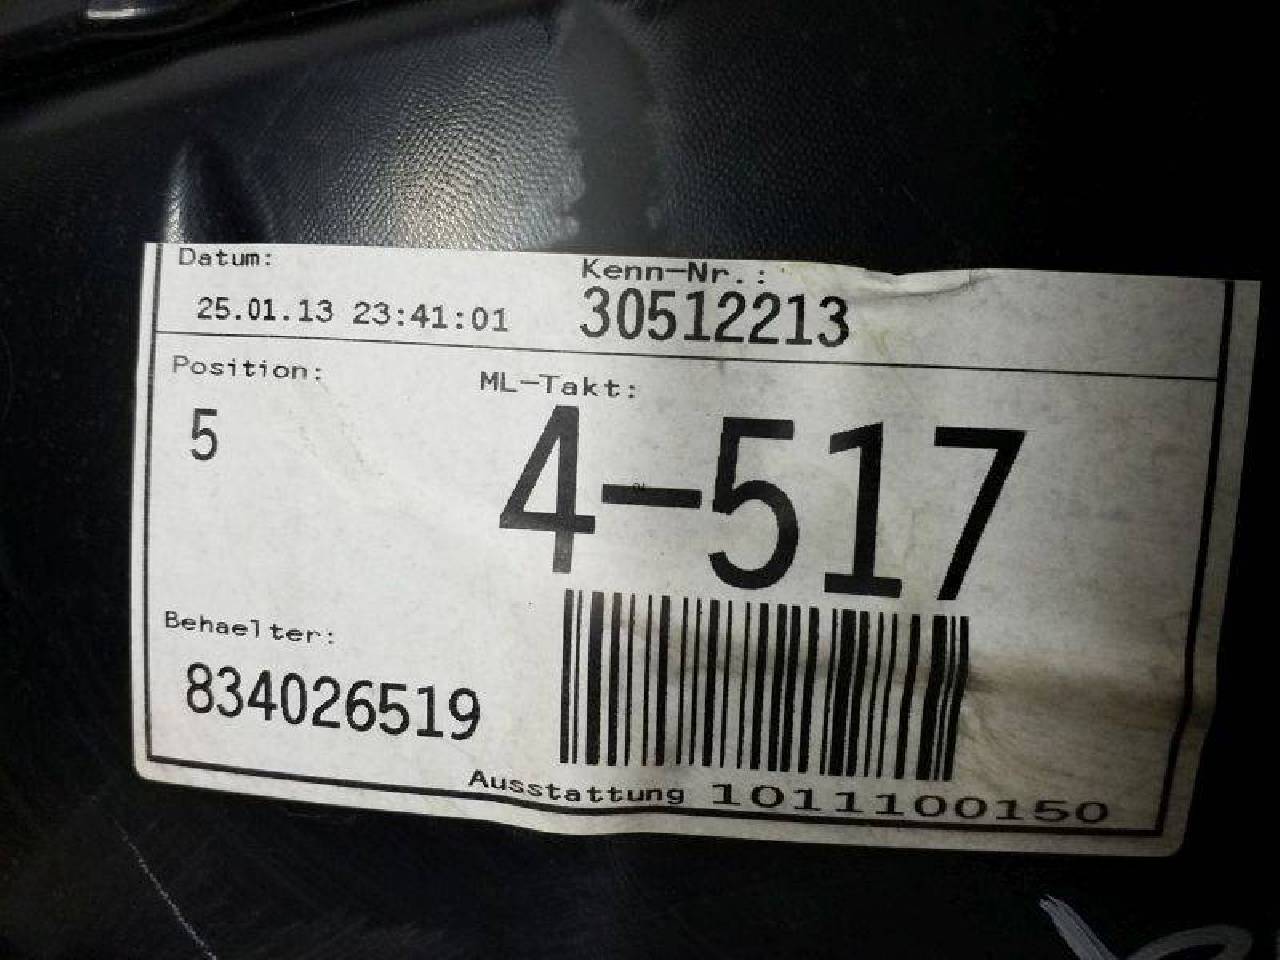 Datum: Kenn-Nr.:
25.01.13 23:41:01 30512213
Position: ML-Takt:
5 4-517
Behaelter:
834026519
Ausstattung 1011100150